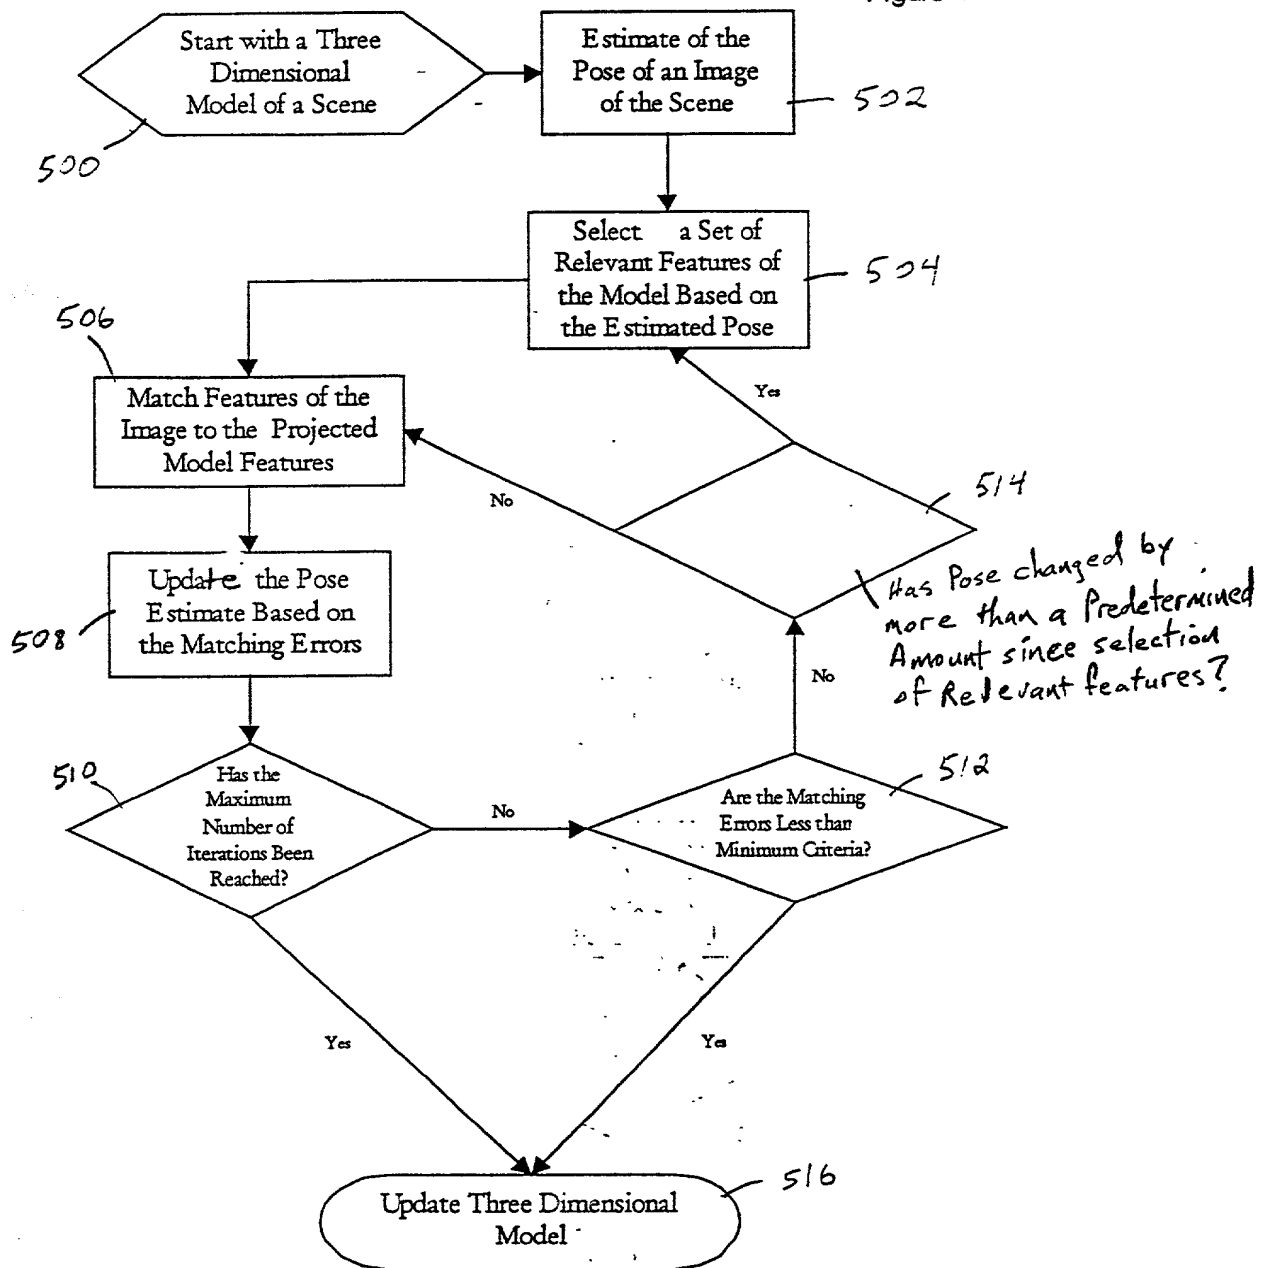 Start with a Three
Dimensional
Model of a Scene
500
Estimate of the
Pose of an Image
of the Scene
502
Select a Set of
Relevant Features of
the Model Based on
the Estimated Pose
504
506
Match Features of the
Image to the Projected
Model Features
Yes
No
514
Has Pose changed by
more than a Predetermined
Amount since selection
of Relevant features?
Update the Pose
Estimate Based on
the Matching Errors
508
No
510
Has the
Maximum
Number of
Iterations Been
Reached?
No
512
Are the Matching
Errors Less than
Minimum Criteria?
Yes
Yes
516
Update Three Dimensional
Model